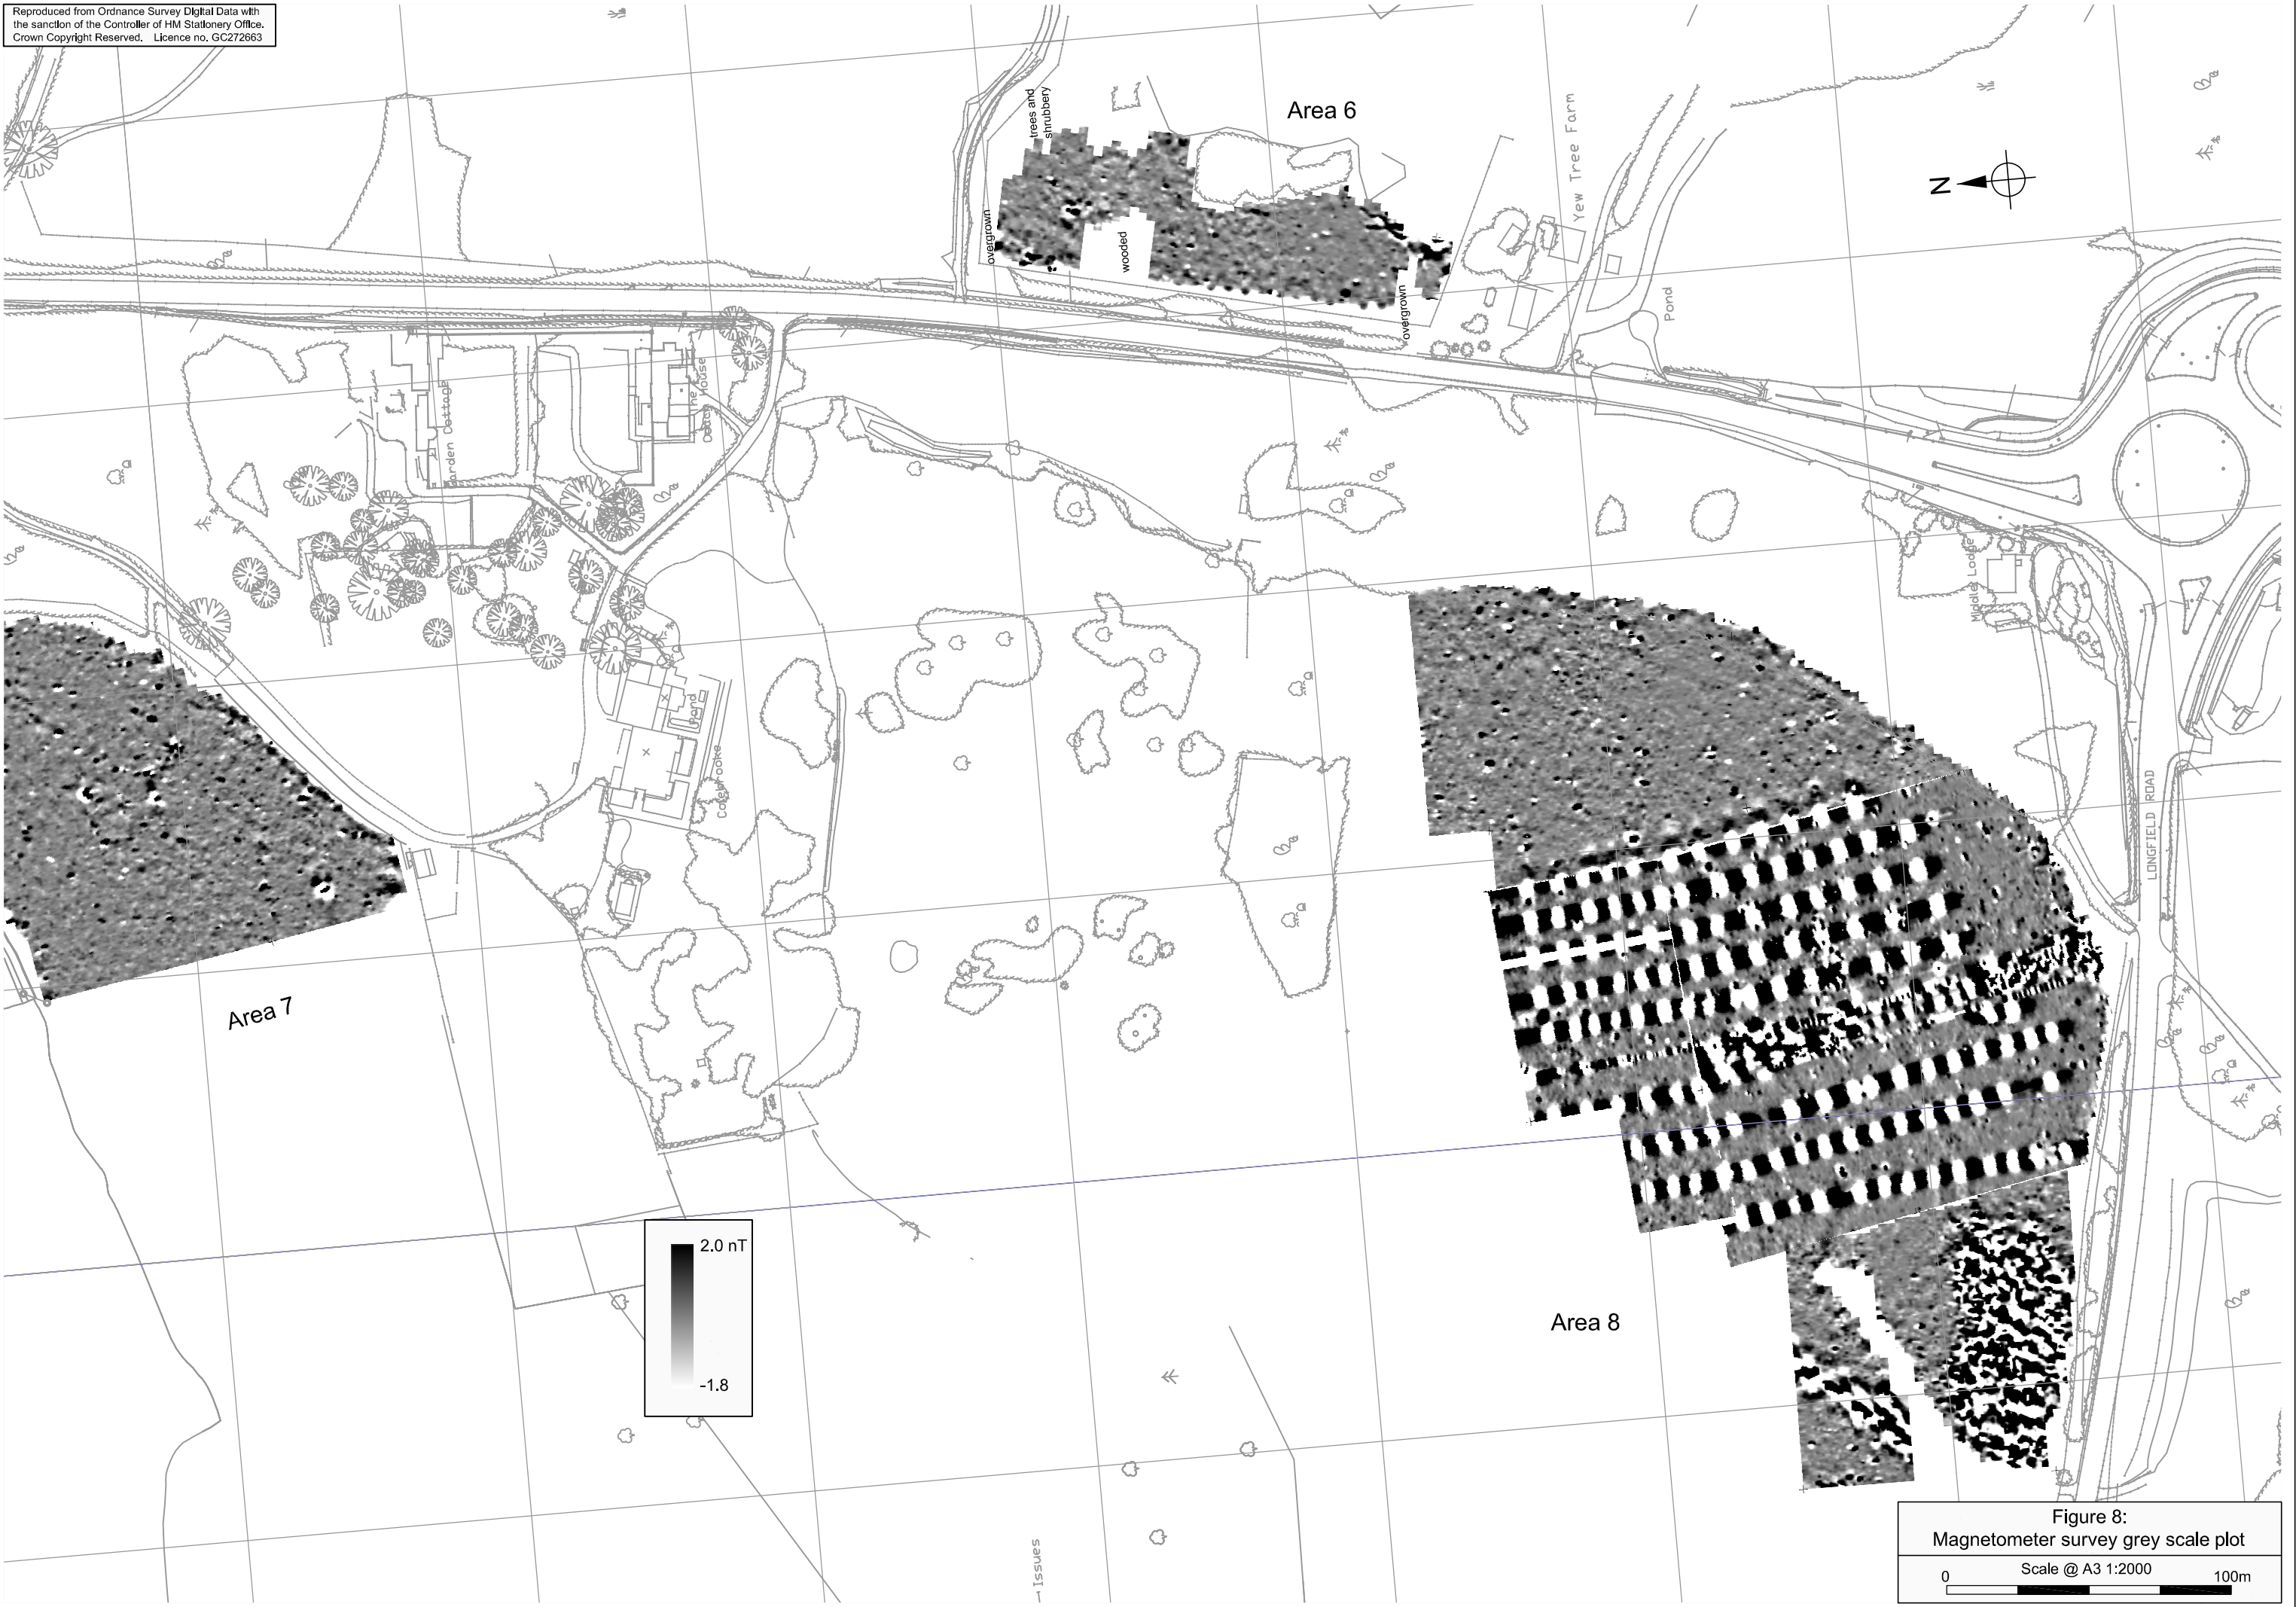 Reproduced from Ordnance Survey Digital Data with
the sanction of the Controller of HM Stationery Office.
Crown Copyright Reserved. Licence no. GC272663
trees and
shrubbery
Area 6
Yew Tree Farm
N
overgrown
wooded
overgrown
Pond
Garden Cottage
The House
Middle Lodge
Pond
Colebrooke
LONGFIELD ROAD
Area 7
2.0 nT
-1.8
Area 8
Issues
Figure 8:
Magnetometer survey grey scale plot
Scale @ A3 1:2000
0
100m